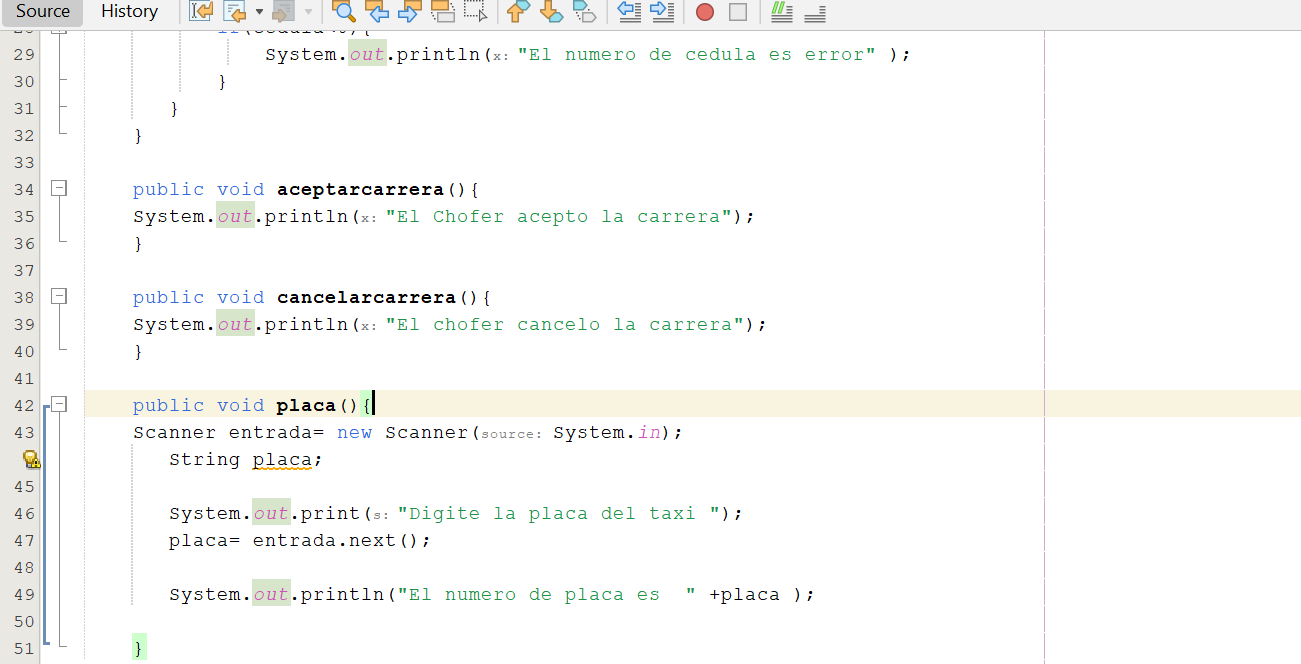 Source History
29 System.out.println(x: "El numero de cedula es error" );
30 }
31 }
32 }
33
34 public void aceptarcarrera(){
35 System.out.println(x: "El Chofer acepto la carrera");
36 }
37
38 public void cancelarcarrera(){
39 System.out.println(x: "El chofer cancelo la carrera");
40 }
41
42 public void placa(){
43 Scanner entrada= new Scanner(source: System.in);
String placa;
45
46 System.out.print(s: "Digite la placa del taxi ");
47 placa= entrada.next();
48
49 System.out.println("El numero de placa es  " +placa );
50
51 }